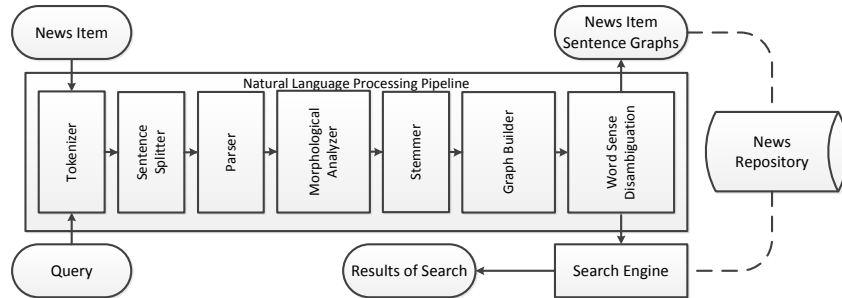 News Item
News Item
Sentence Graphs
Natural Language Processing Pipeline
Tokenizer
Sentence
Splitter
Parser
Morphological
Analyzer
Stemmer
Graph Builder
Word Sense
Disambiguation
News
Repository
Query
Results of Search
Search Engine